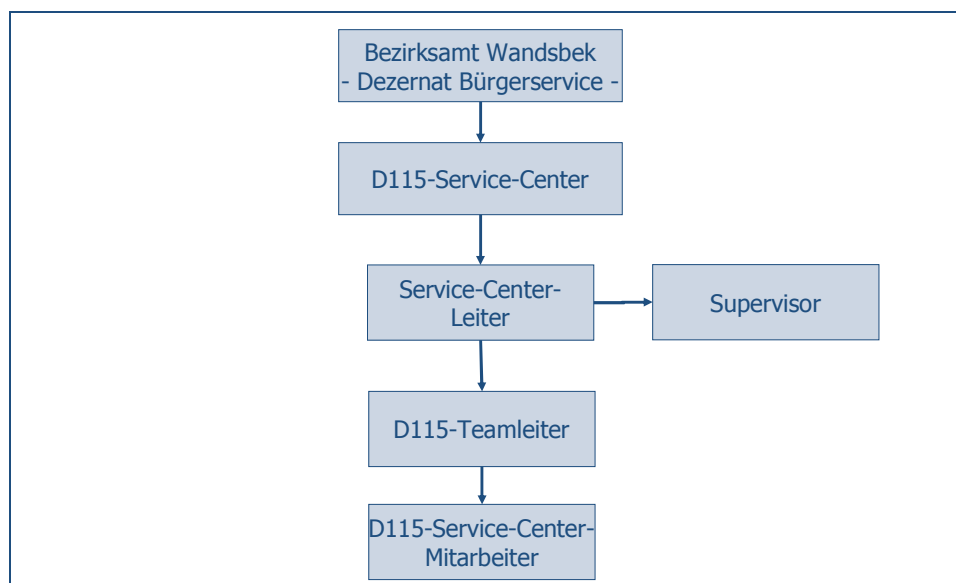 Bezirksamt Wandsbek
- Dezernat Bürgerservice -
D115-Service-Center
Service-Center-
Leiter
Supervisor
D115-Teamleiter
D115-Service-Center-
Mitarbeiter